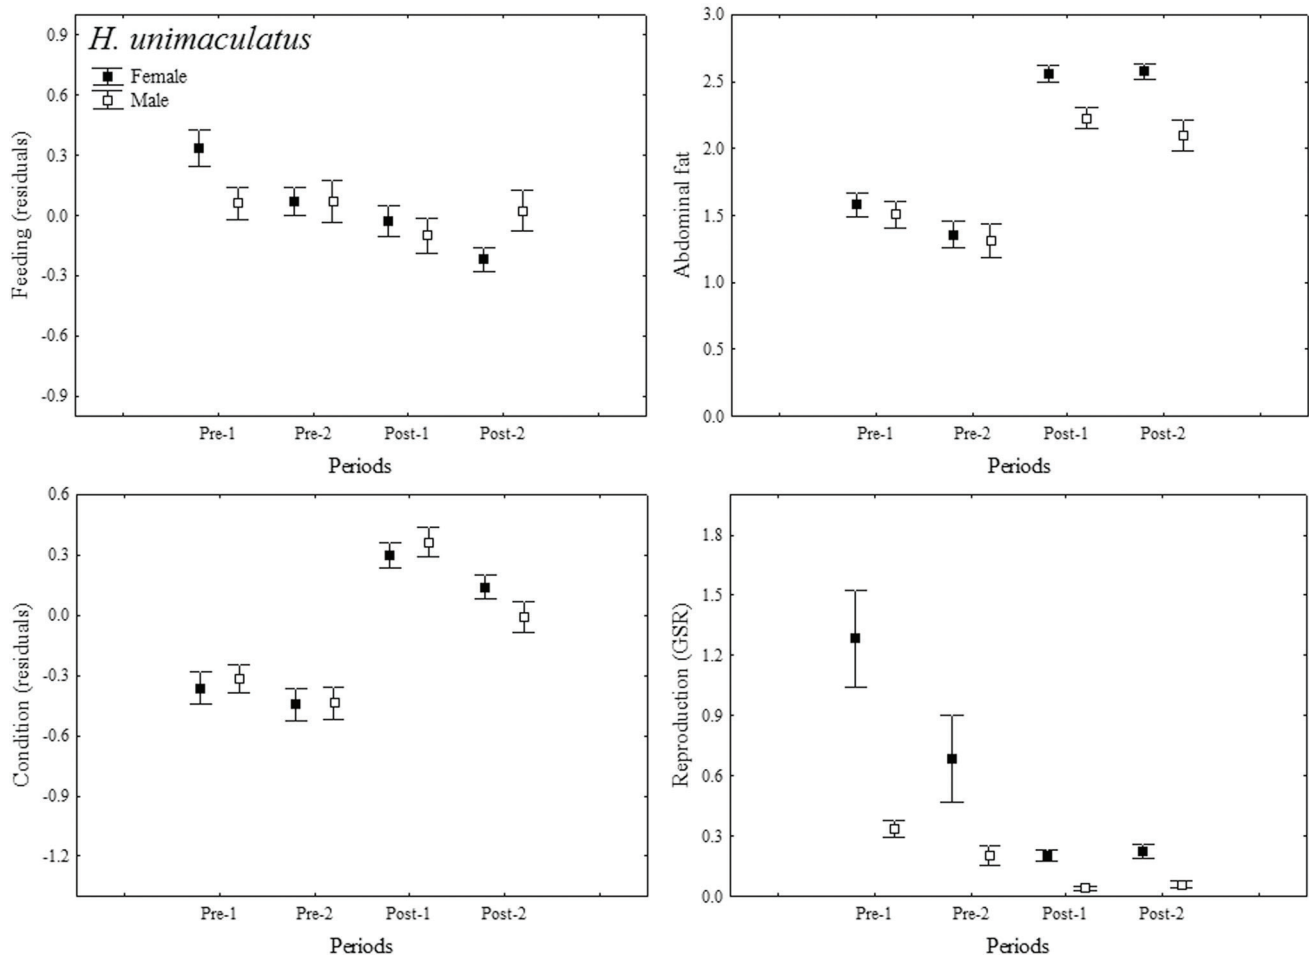 H. unimaculatus
Female
Male
Feeding (residuals)
0.9
0.6
0.3
0.0
-0.3
-0.6
-0.9
Pre-1 Pre-2 Post-1 Post-2
Periods
Abdominal fat
3.0
2.5
2.0
1.5
1.0
0.5
0.0
Pre-1 Pre-2 Post-1 Post-2
Periods
Condition (residuals)
0.6
0.3
0.0
-0.3
-0.6
-0.9
-1.2
Pre-1 Pre-2 Post-1 Post-2
Periods
Reproduction (GSR)
1.8
1.5
1.2
0.9
0.6
0.3
0.0
Pre-1 Pre-2 Post-1 Post-2
Periods